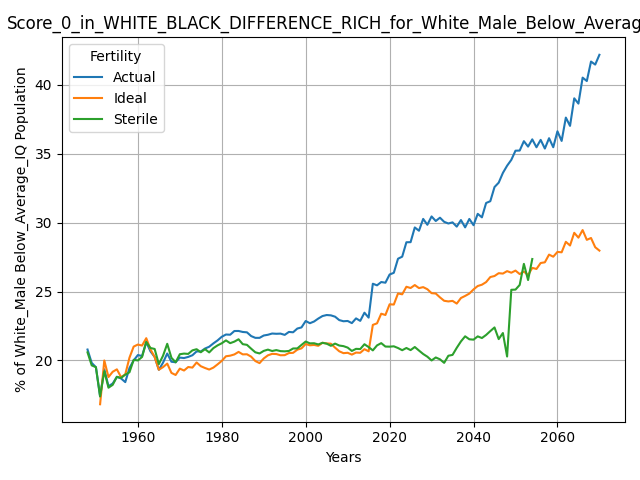 Score_0_in_WHITE_BLACK_DIFFERENCE_RICH_for_White_Male_Below_Averag
% of White_Male Below_Average_IQ Population
Fertility
Actual
Ideal
Sterile
40
35
30
25
20
1960 1980 2000 2020 2040 2060
Years